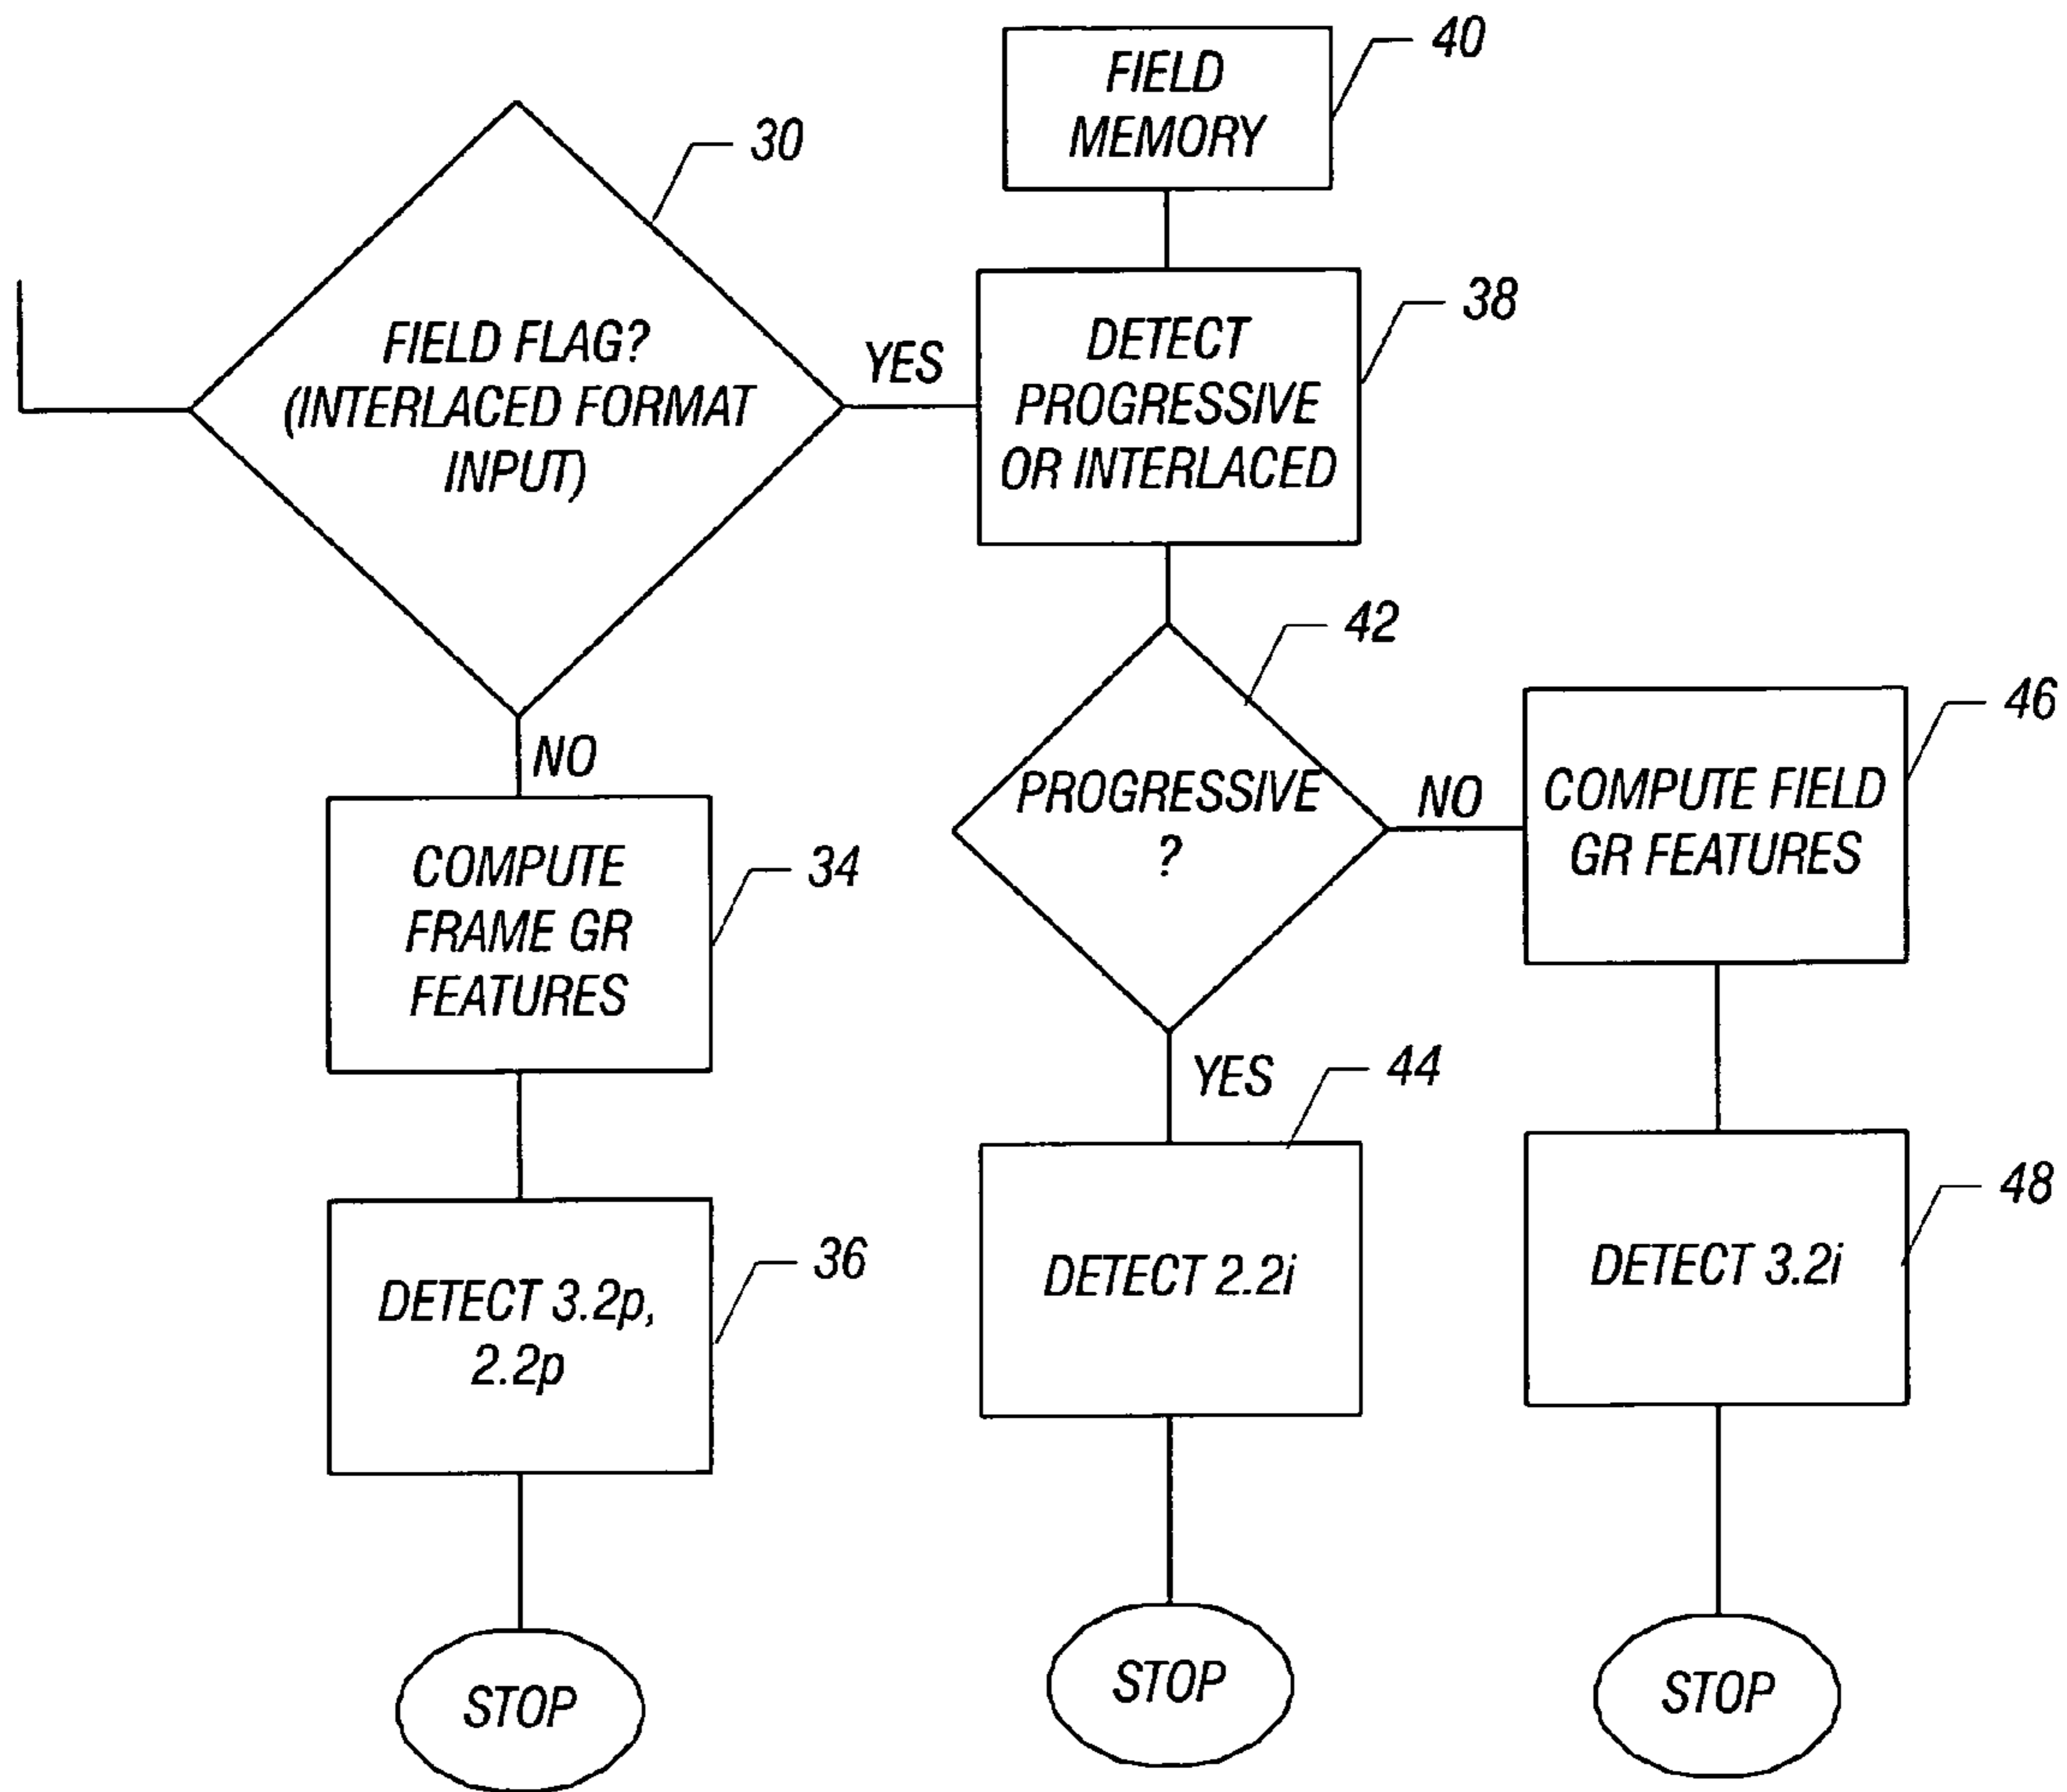 FIELD
MEMORY
40
30
FIELD FLAG?
(INTERLACED FORMAT
INPUT)
YES
DETECT
PROGRESSIVE
OR INTERLACED
38
42
NO
PROGRESSIVE
?
NO
COMPUTE FIELD
GR FEATURES
46
COMPUTE
FRAME GR
FEATURES
34
YES
44
DETECT 3.2p,
2.2p
36
DETECT 2.2i
DETECT 3.2i
48
STOP
STOP
STOP